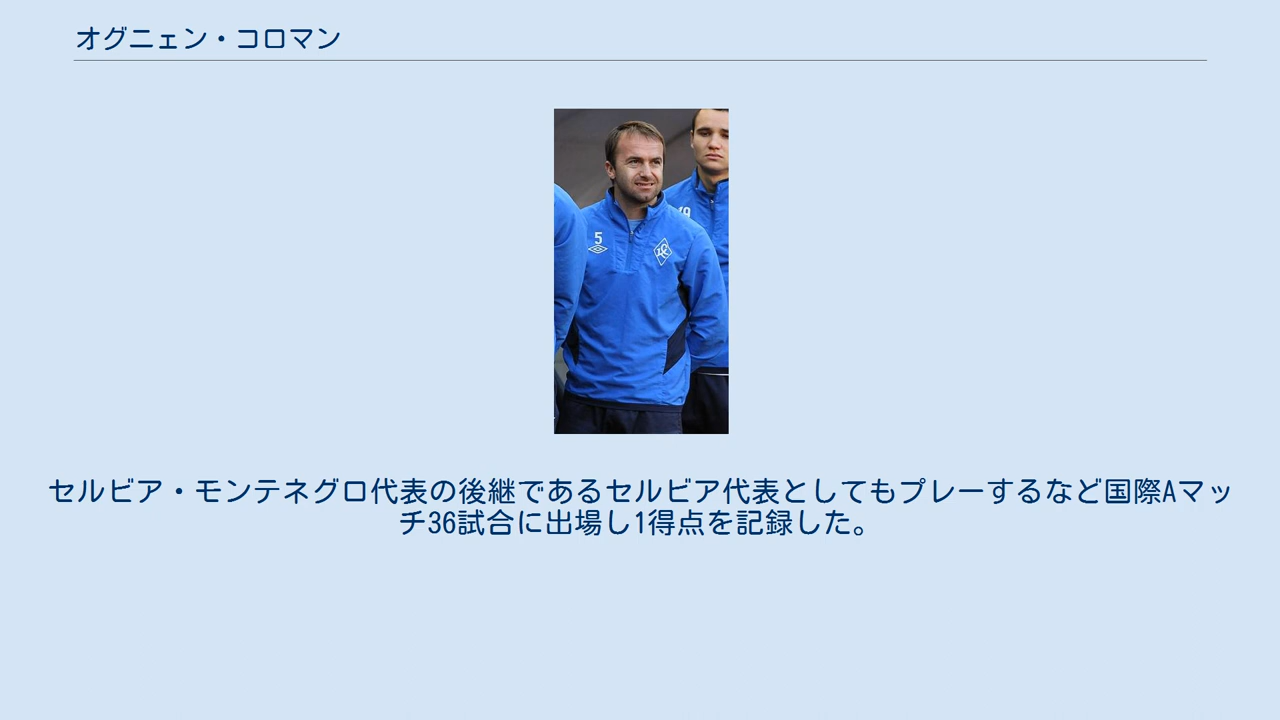 オグニェン・コロマン
5
セルビア・モンテネグロ代表の後継であるセルビア代表としてもプレーするなど国際Aマッ
チ36試合に出場し1得点を記録した。